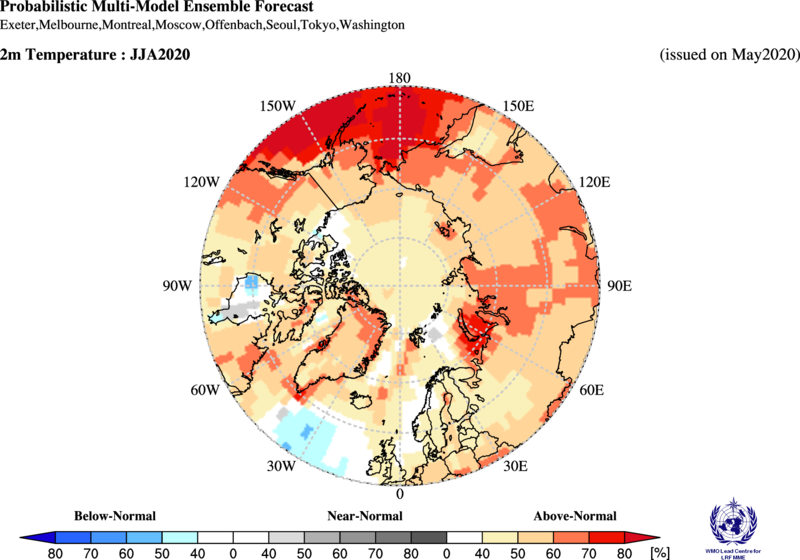 Probabilistic Multi-Model Ensemble Forecast
Exeter,Melbourne,Montreal,Moscow,Offenbach,Seoul,Tokyo,Washington
2m Temperature : JJA2020 (issued on May2020)
180
150W 150E
120W 120E
90W 90E
60W 60E
30W 30E
0
Below-Normal Near-Normal Above-Normal
80 70 60 50 40 0 40 50 60 70 80 0 40 50 60 70 80 [%]
WMO Lead Centre for
LRFMME